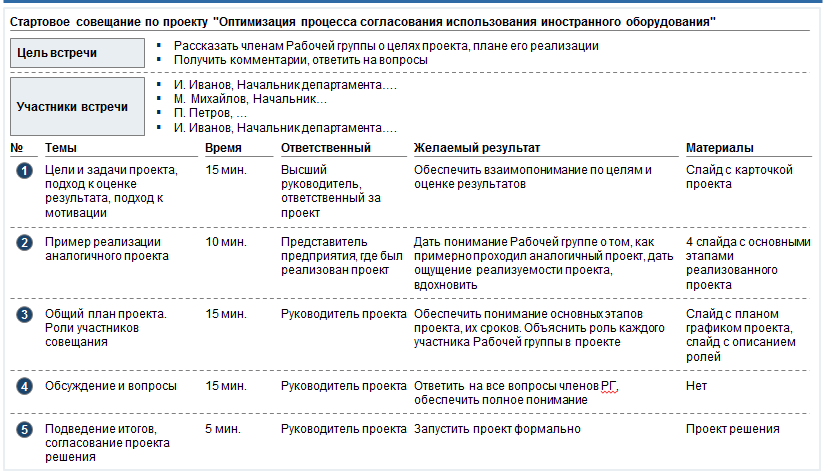 Стартовое совещание по проекту "Оптимизация процесса согласования использования иностранного оборудования"
Цель встречи
Рассказать членам Рабочей группы о целях проекта, плане его реализации
Получить комментарии, ответить на вопросы
Участники встречи
И. Иванов, Начальник департамента….
М. Михайлов, Начальник…
П. Петров, …
И. Иванов, Начальник департамента….
№ Темы Время Ответственный Желаемый результат Материалы
1 Цели и задачи проекта, 15 мин. Высший Обеспечить взаимопонимание по целям и Слайд с карточкой
подход к оценке руководитель, оценке результатов проекта
результата, подход к ответственный за
мотивации проект
2 Пример реализации 10 мин. Представитель Дать понимание Рабочей группе о том, как 4 слайда с основными
аналогичного проекта предприятия, где был примерно проходил аналогичный проект, дать этапами
реализован проект ощущение реализуемости проекта, реализованного
вдохновить проекта
3 Общий план проекта. 15 мин. Руководитель проекта Обеспечить понимание основных этапов Слайд с планом
Роли участников проекта, их сроков. Объяснить роль каждого графиком проекта,
совещания участника Рабочей группы в проекте слайд с описанием
ролей
4 Обсуждение и вопросы 15 мин. Руководитель проекта Ответить на все вопросы членов РГ, Нет
обеспечить полное понимание
5 Подведение итогов, 5 мин. Руководитель проекта Запустить проект формально Проект решения
согласование проекта
решения